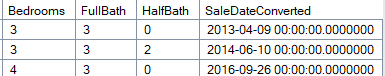 Bedrooms FullBath HalfBath SaleDateConverted
3 3 0 2013-04-09 00:00:00.0000000
3 3 2 2014-06-10 00:00:00.0000000
4 3 0 2016-09-26 00:00:00.0000000